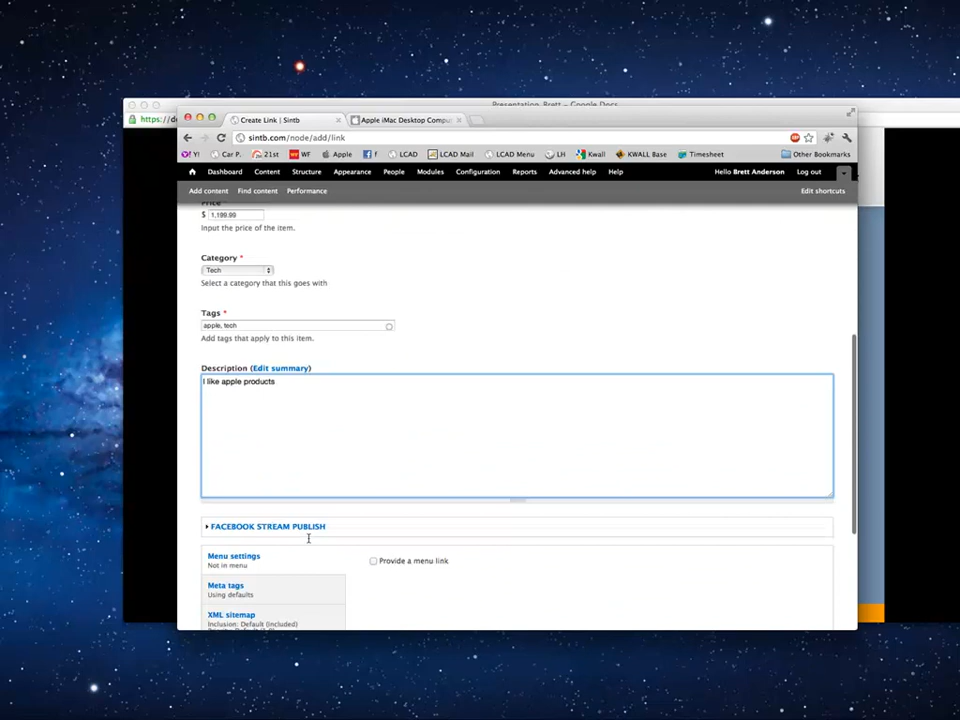 Presentation_Brett – Google Docs
https://d
Create Link | Sintb
Apple iMac Desktop Compu
sintb.com/node/add/link
Y!
Car P.
21st
WF
Apple
f
LCAD
LCAD Mail
LCAD Menu
LH
Kwall
KWALL Base
Timesheet
Other Bookmarks
Dashboard
Content
Structure
Appearance
People
Modules
Configuration
Reports
Advanced help
Help
Hello Brett Anderson
Log out
Add content
Find content
Performance
Edit shortcuts
Price *
$ 1,199.99
Input the price of the item.
Category *
Tech
Select a category that this goes with
Tags *
apple, tech
Add tags that apply to this item.
Description (Edit summary)
I like apple products
FACEBOOK STREAM PUBLISH
Menu settings
Not in menu
Provide a menu link
Meta tags
Using defaults
XML sitemap
Inclusion: Default (included)